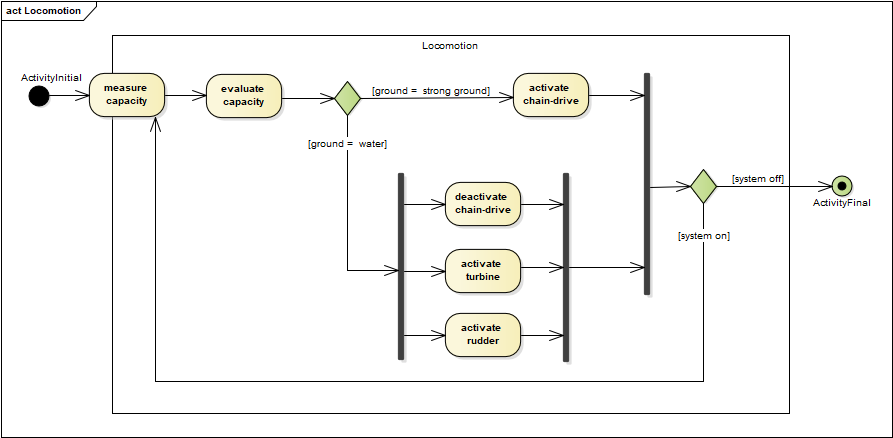 act Locomotion
Locomotion
ActivityInitial
measure
capacity
evaluate
capacity
[ground =  strong ground]
activate
chain-drive
[ground =  water]
deactivate
chain-drive
activate
turbine
activate
rudder
[system off]
ActivityFinal
[system on]